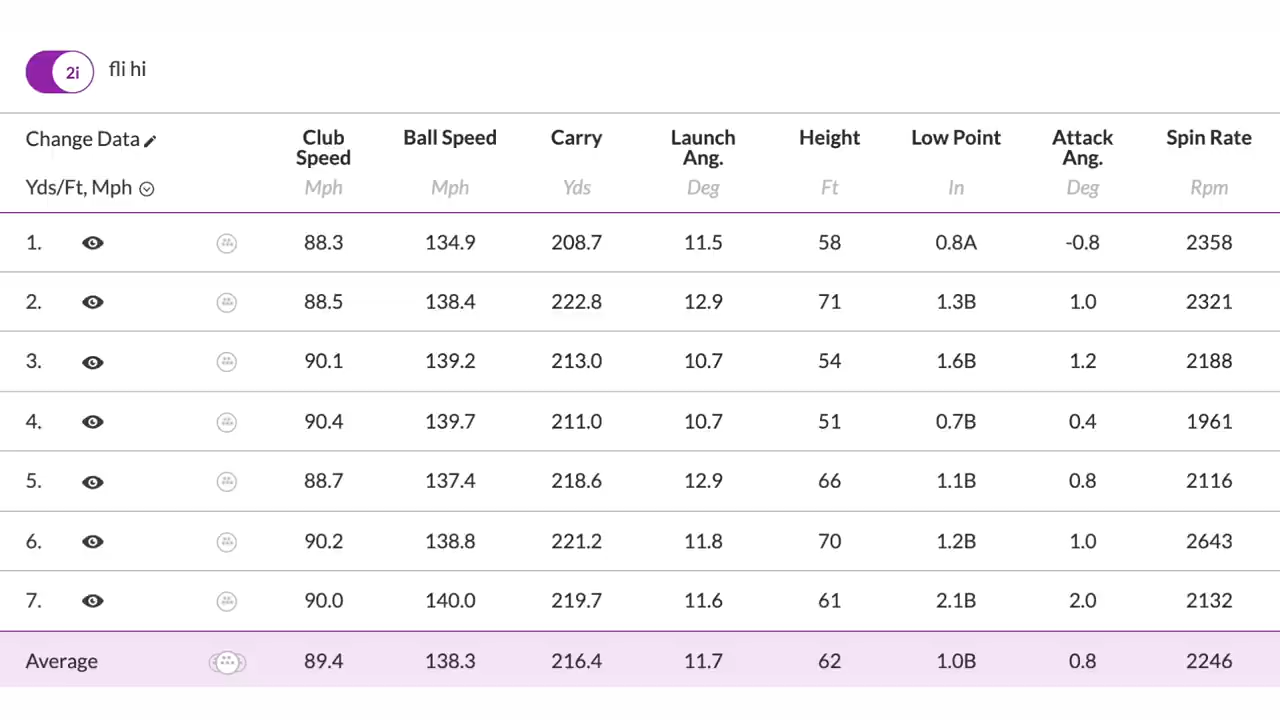 2i fli hi
Change Data Club Speed Ball Speed Carry Launch Ang. Height Low Point Attack Ang. Spin Rate
Yds/Ft, Mph Mph Mph Yds Deg Ft In Deg Rpm
1. 88.3 134.9 208.7 11.5 58 0.8A -0.8 2358
2. 88.5 138.4 222.8 12.9 71 1.3B 1.0 2321
3. 90.1 139.2 213.0 10.7 54 1.6B 1.2 2188
4. 90.4 139.7 211.0 10.7 51 0.7B 0.4 1961
5. 88.7 137.4 218.6 12.9 66 1.1B 0.8 2116
6. 90.2 138.8 221.2 11.8 70 1.2B 1.0 2643
7. 90.0 140.0 219.7 11.6 61 2.1B 2.0 2132
Average 89.4 138.3 216.4 11.7 62 1.0B 0.8 2246